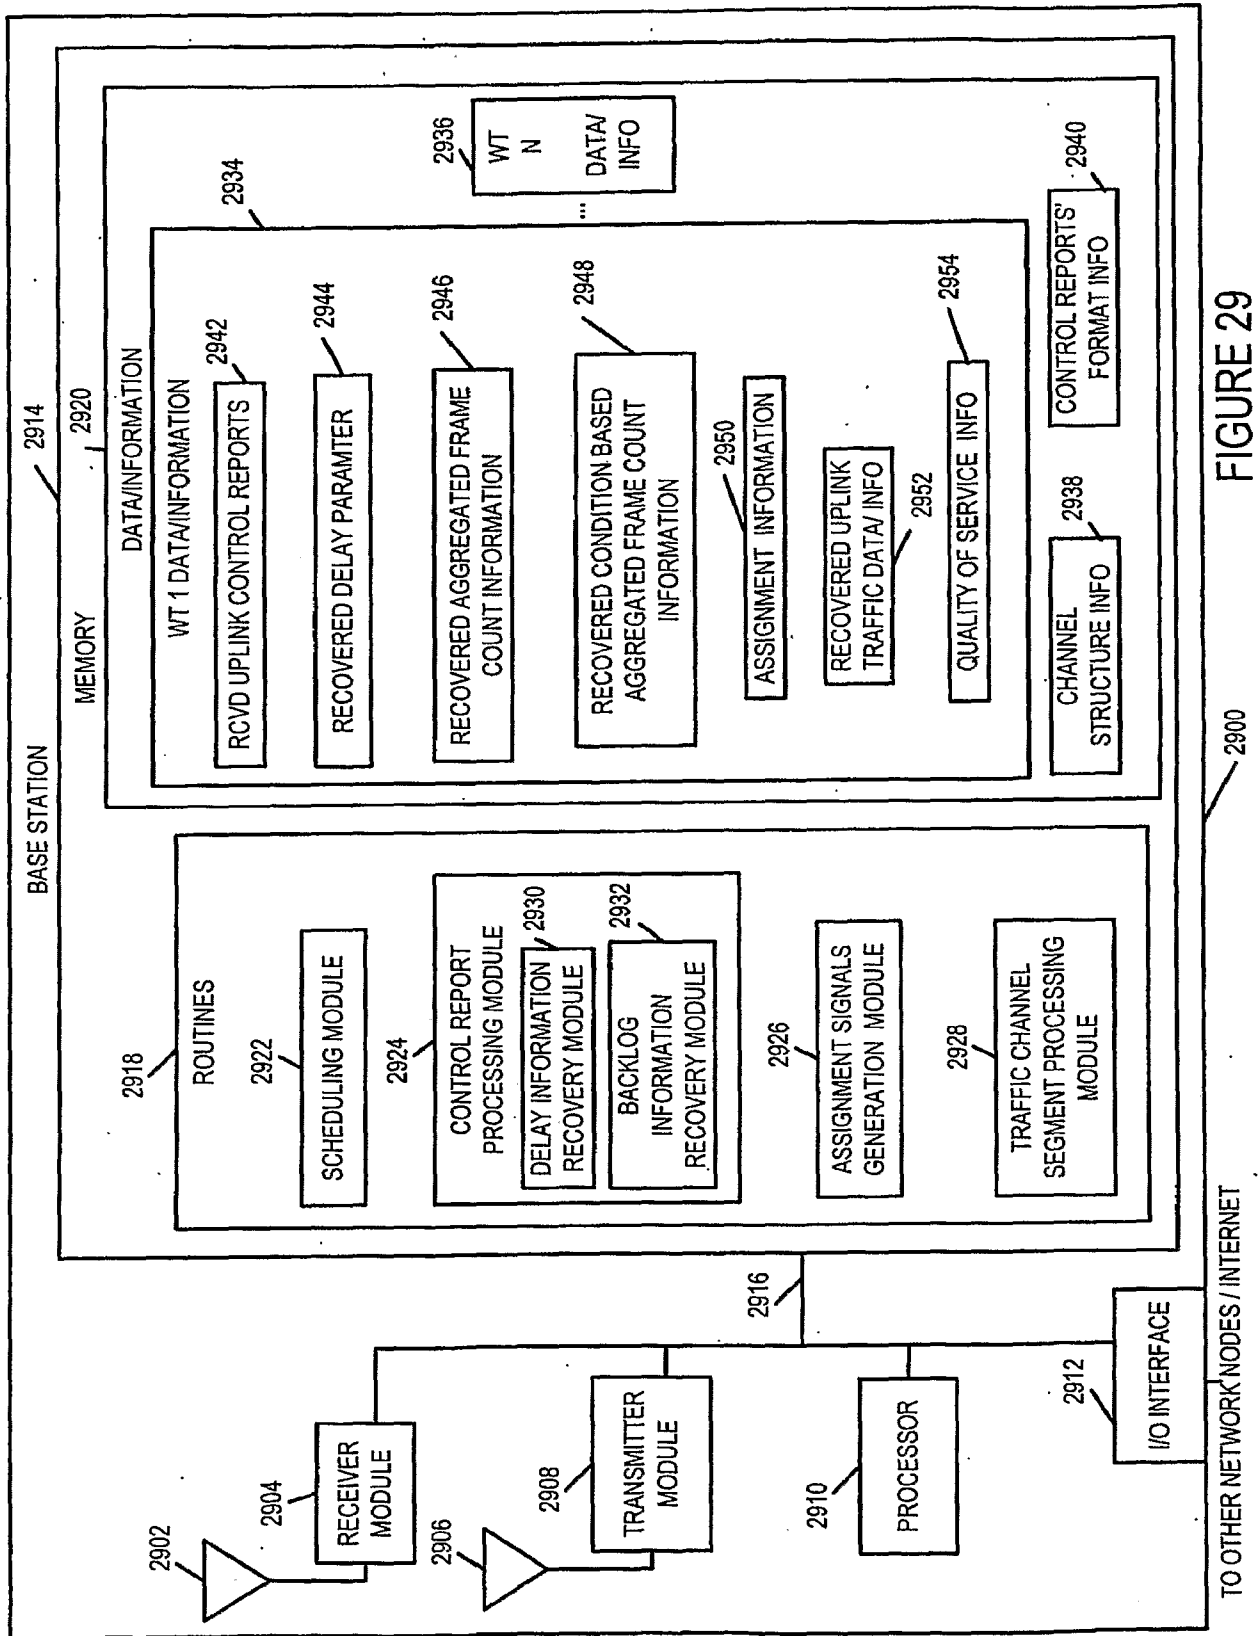 BASE STATION
2914
2902
2904
RECEIVER
MODULE
2906
2908
TRANSMITTER
MODULE
2910
PROCESSOR
2912
I/O INTERFACE
TO OTHER NETWORK NODES / INTERNET
2916
2900
MEMORY
2918
ROUTINES
2922
SCHEDULING MODULE
2924
CONTROL REPORT
PROCESSING MODULE
2930
DELAY INFORMATION
RECOVERY MODULE
2932
BACKLOG
INFORMATION
RECOVERY MODULE
2926
ASSIGNMENT SIGNALS
GENERATION MODULE
2928
TRAFFIC CHANNEL
SEGMENT PROCESSING
MODULE
2920
DATA/INFORMATION
2934
WT 1 DATA/INFORMATION
2942
RCVD UPLINK CONTROL REPORTS
2944
RECOVERED DELAY PARAMTER
2946
RECOVERED AGGREGATED FRAME
COUNT INFORMATION
2948
RECOVERED CONDITION BASED
AGGREGATED FRAME COUNT
INFORMATION
2950
ASSIGNMENT INFORMATION
RECOVERED UPLINK
TRAFFIC DATA/ INFO
2952
2954
QUALITY OF SERVICE INFO
...
2936
WT
N
DATA/
INFO
2938
CHANNEL
STRUCTURE INFO
2940
CONTROL REPORTS'
FORMAT INFO
FIGURE 29